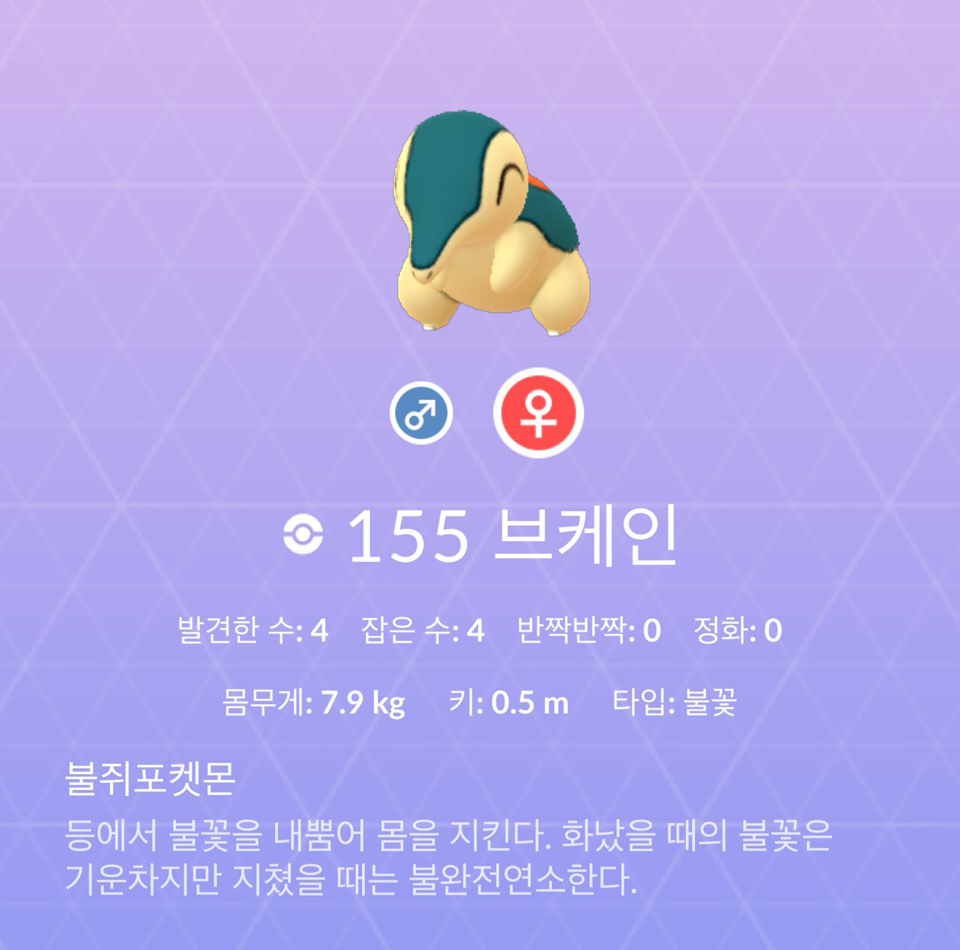 155 브케인
발견한 수: 4 잡은 수: 4 반짝반짝: 0 정화: 0
몸무게: 7.9 kg 키: 0.5 m 타입: 불꽃
불쥐포켓몬
등에서 불꽃을 내뿜어 몸을 지킨다. 화났을 때의 불꽃은
기운차지만 지쳤을 때는 불완전연소한다.